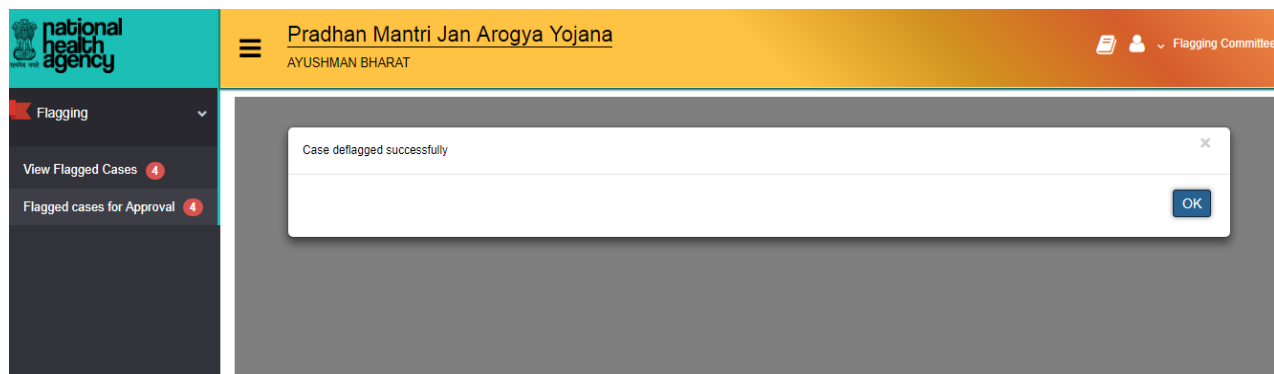 national
health
agency
Pradhan Mantri Jan Arogya Yojana
AYUSHMAN BHARAT
Flagging Committee
Flagging
View Flagged Cases 4
Flagged cases for Approval 4
Case deflagged successfully
×
OK